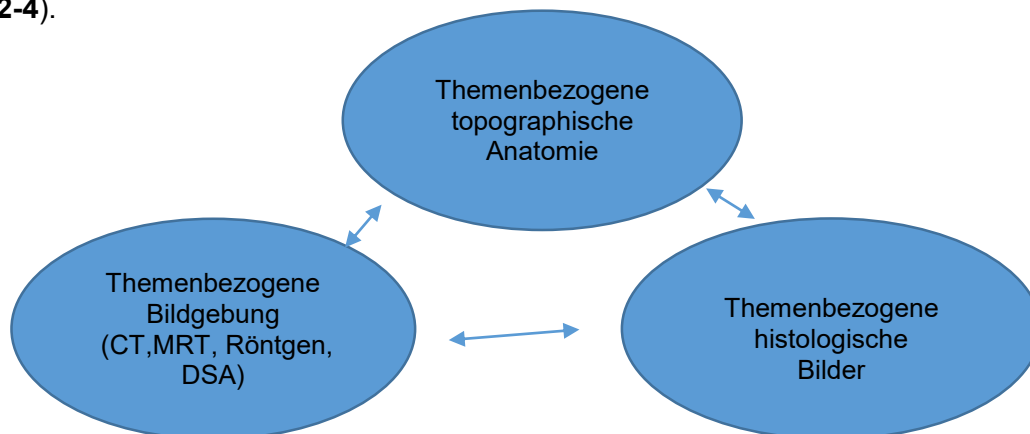 2-4).
Themenbezogene
topographische
Anatomie
Themenbezogene
Bildgebung
(CT,MRT, Röntgen,
DSA)
Themenbezogene
histologische
Bilder